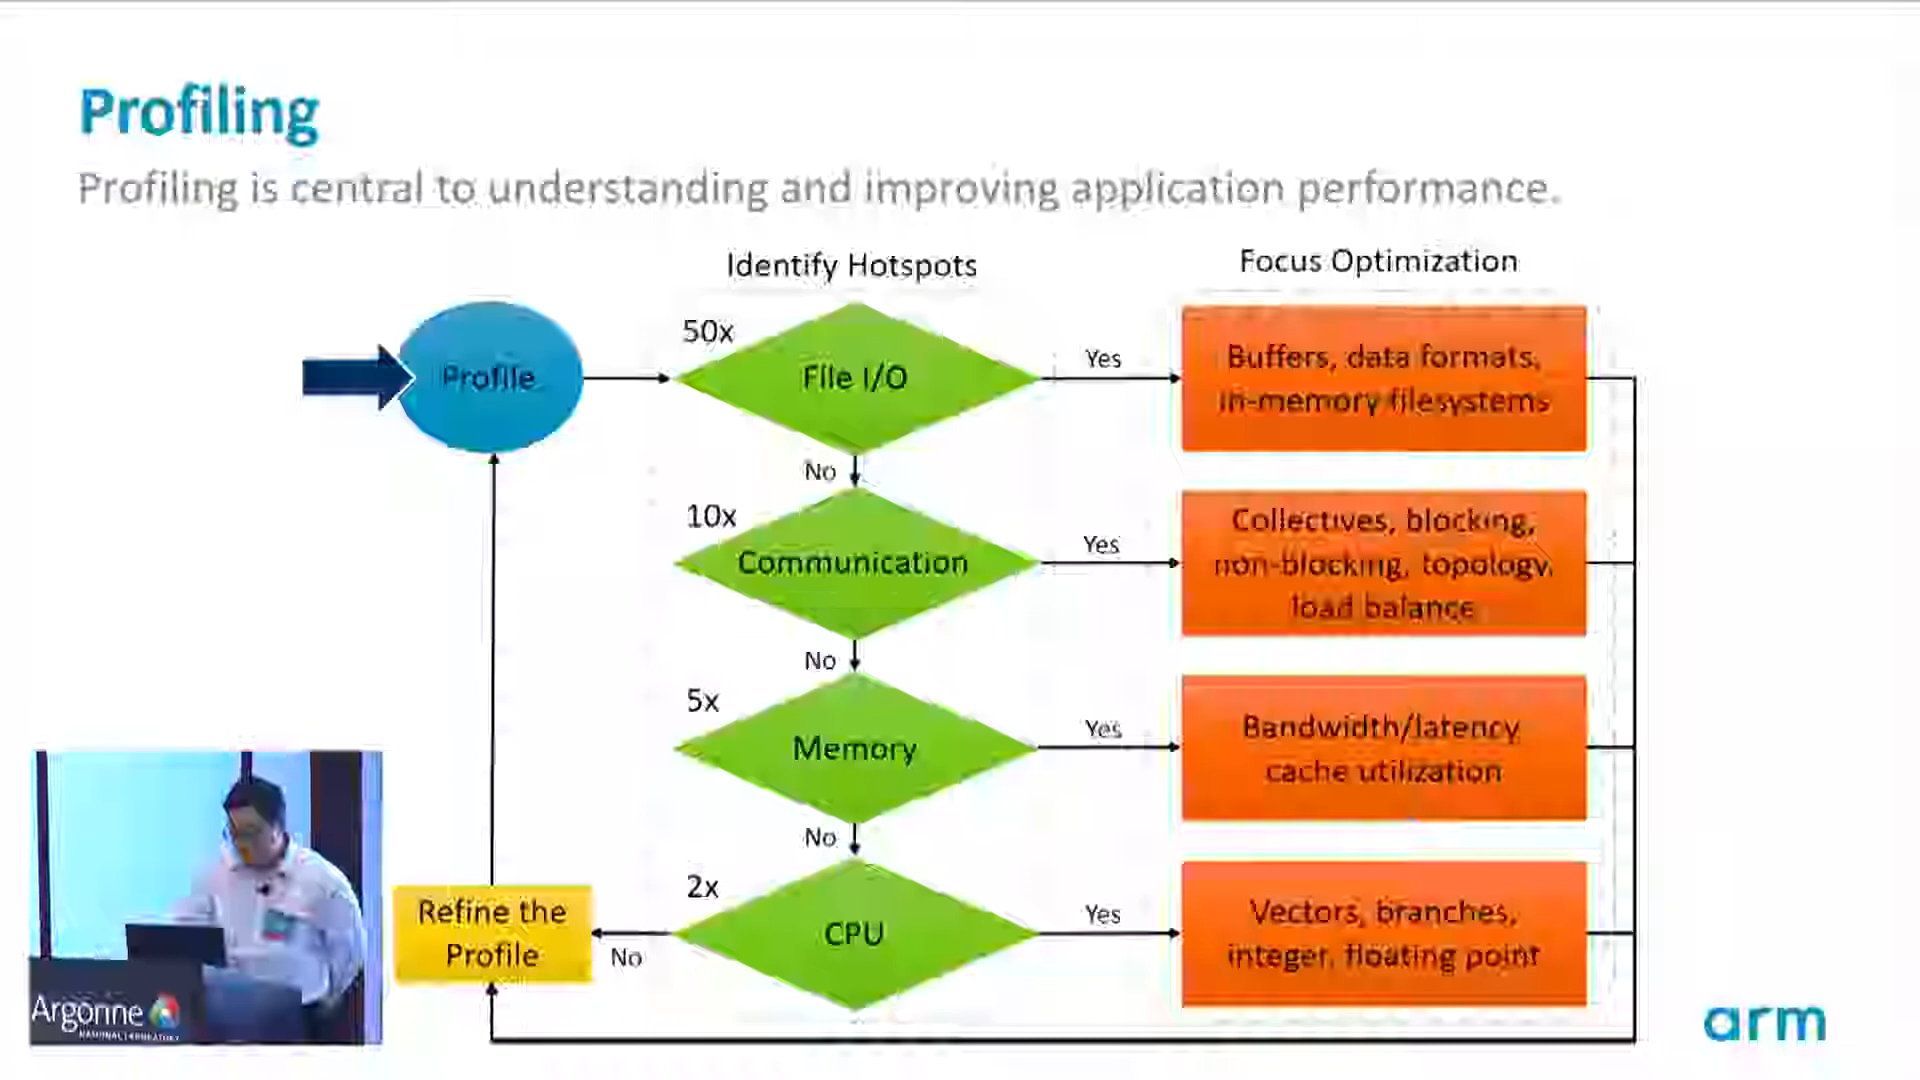 Profiling
Profiling is central to understanding and improving application performance.
Identify Hotspots
Focus Optimization
Profile
50x
File I/O
Yes
Buffers, data formats,
in-memory filesystems
No
10x
Communication
Yes
Collectives, blocking,
non-blocking, topology,
load balance
No
5x
Memory
Yes
Bandwidth/latency
cache utilization
No
2x
CPU
Yes
Vectors, branches,
integer, floating point
No
Refine the
Profile
Argonne
NATIONAL LABORATORY
arm